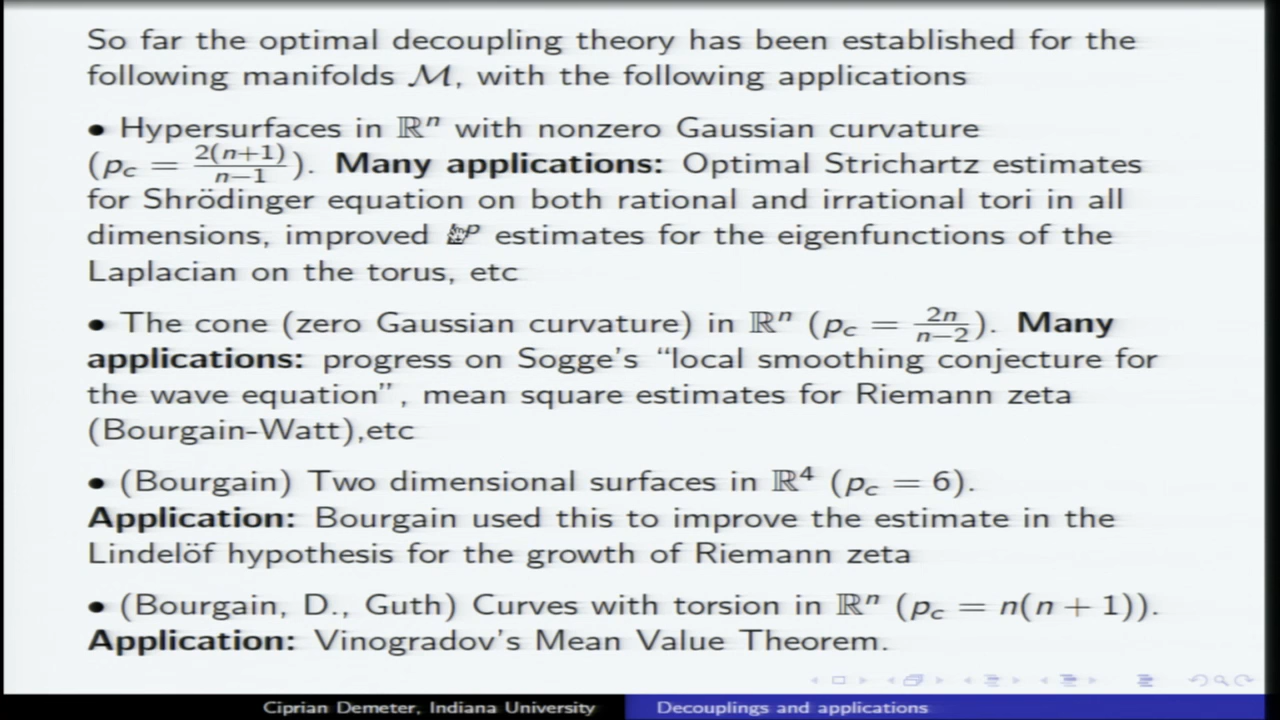 So far the optimal decoupling theory has been established for the
following manifolds ℳ, with the following applications
• Hypersurfaces in ℝⁿ with nonzero Gaussian curvature
(p_c = \frac{2(n+1)}{n−1}). Many applications: Optimal Strichartz estimates
for Shrödinger equation on both rational and irrational tori in all
dimensions, improved estimates for the eigenfunctions of the
Laplacian on the torus, etc
• The cone (zero Gaussian curvature) in ℝⁿ (p_c = \frac{2n}{n−2}). Many
applications: progress on Sogge's “local smoothing conjecture for
the wave equation”, mean square estimates for Riemann zeta
(Bourgain-Watt),etc
• (Bourgain) Two dimensional surfaces in ℝ⁴ (p_c = 6).
Application: Bourgain used this to improve the estimate in the
Lindelöf hypothesis for the growth of Riemann zeta
• (Bourgain, D., Guth) Curves with torsion in ℝⁿ (p_c = n(n + 1)).
Application: Vinogradov's Mean Value Theorem.
Ciprian Demeter, Indiana University Decouplings and applications